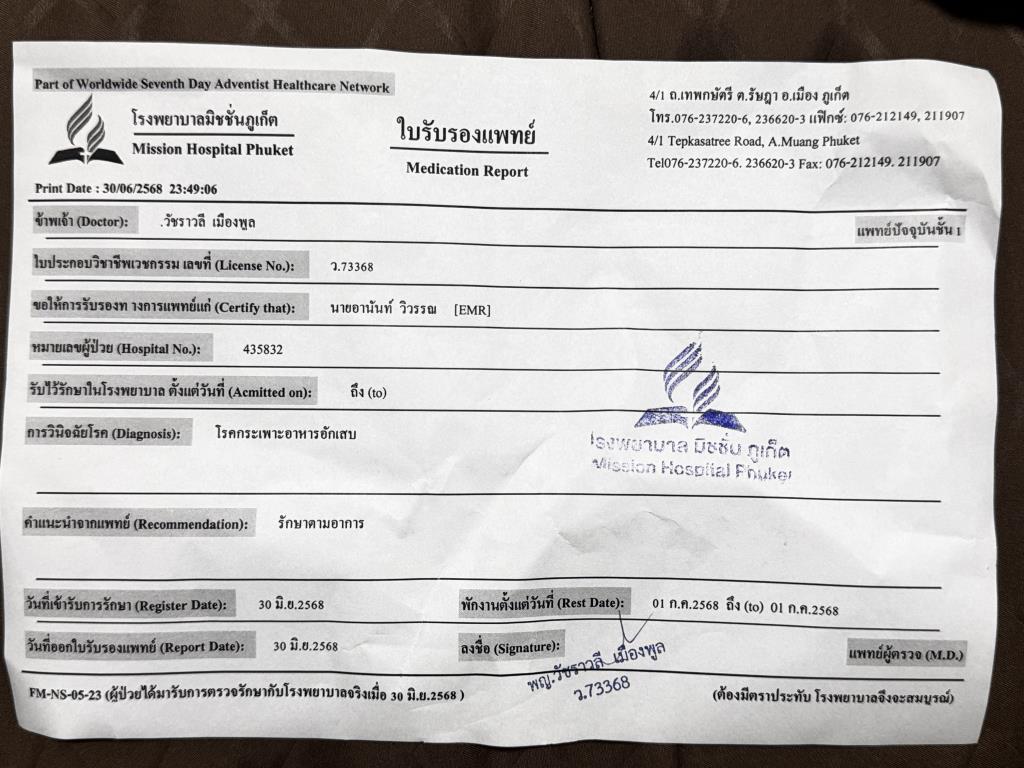 Part of Worldwide Seventh Day Adventist Healthcare Network
โรงพยาบาลมิชชั่นภูเก็ต
Mission Hospital Phuket
ใบรับรองแพทย์
Medication Report
4/1 ถ.เทพกษัตรี ต.รัษฎา อ.เมือง ภูเก็ต
โทร.076-237220-6, 236620-3 แฟ๊กซ์: 076-212149, 211907
4/1 Tepkasatree Road, A.Muang Phuket
Tel076-237220-6. 236620-3 Fax: 076-212149. 211907
Print Date : 30/06/2568 23:49:06
ข้าพเจ้า (Doctor): .วัชราวลี เมืองพูล แพทย์ปัจจุบันชั้น 1
ใบประกอบวิชาชีพเวชกรรม เลขที่ (License No.): ว.73368
ขอให้การรับรองท างการแพทย์แก่ (Certify that): นายอานันท์ วิวรรณ [EMR]
หมายเลขผู้ป่วย (Hospital No.): 435832
รับไว้รักษาในโรงพยาบาล ตั้งแต่วันที่ (Acmitted on): ถึง (to)
การวินิจฉัยโรค (Diagnosis): โรคกระเพาะอาหารอักเสบ
โรงพยาบาล มิชชั่น ภูเก็ต
Mission Hospital Phuket
คำแนะนำจากแพทย์ (Recommendation): รักษาตามอาการ
วันที่เข้ารับการรักษา (Register Date): 30 มิ.ย.2568 พักงานตั้งแต่วันที่ (Rest Date): 01 ก.ค.2568 ถึง (to) 01 ก.ค.2568
วันที่ออกใบรับรองแพทย์ (Report Date): 30 มิ.ย.2568 ลงชื่อ (Signature): แพทย์ผู้ตรวจ (M.D.)
พญ.วัชราวลี เมืองพูล
ว.73368
FM-NS-05-23 (ผู้ป่วยได้มารับการตรวจรักษากับโรงพยาบาลจริงเมื่อ 30 มิ.ย.2568 ) (ต้องมีตราประทับ โรงพยาบาลจึงจะสมบูรณ์)